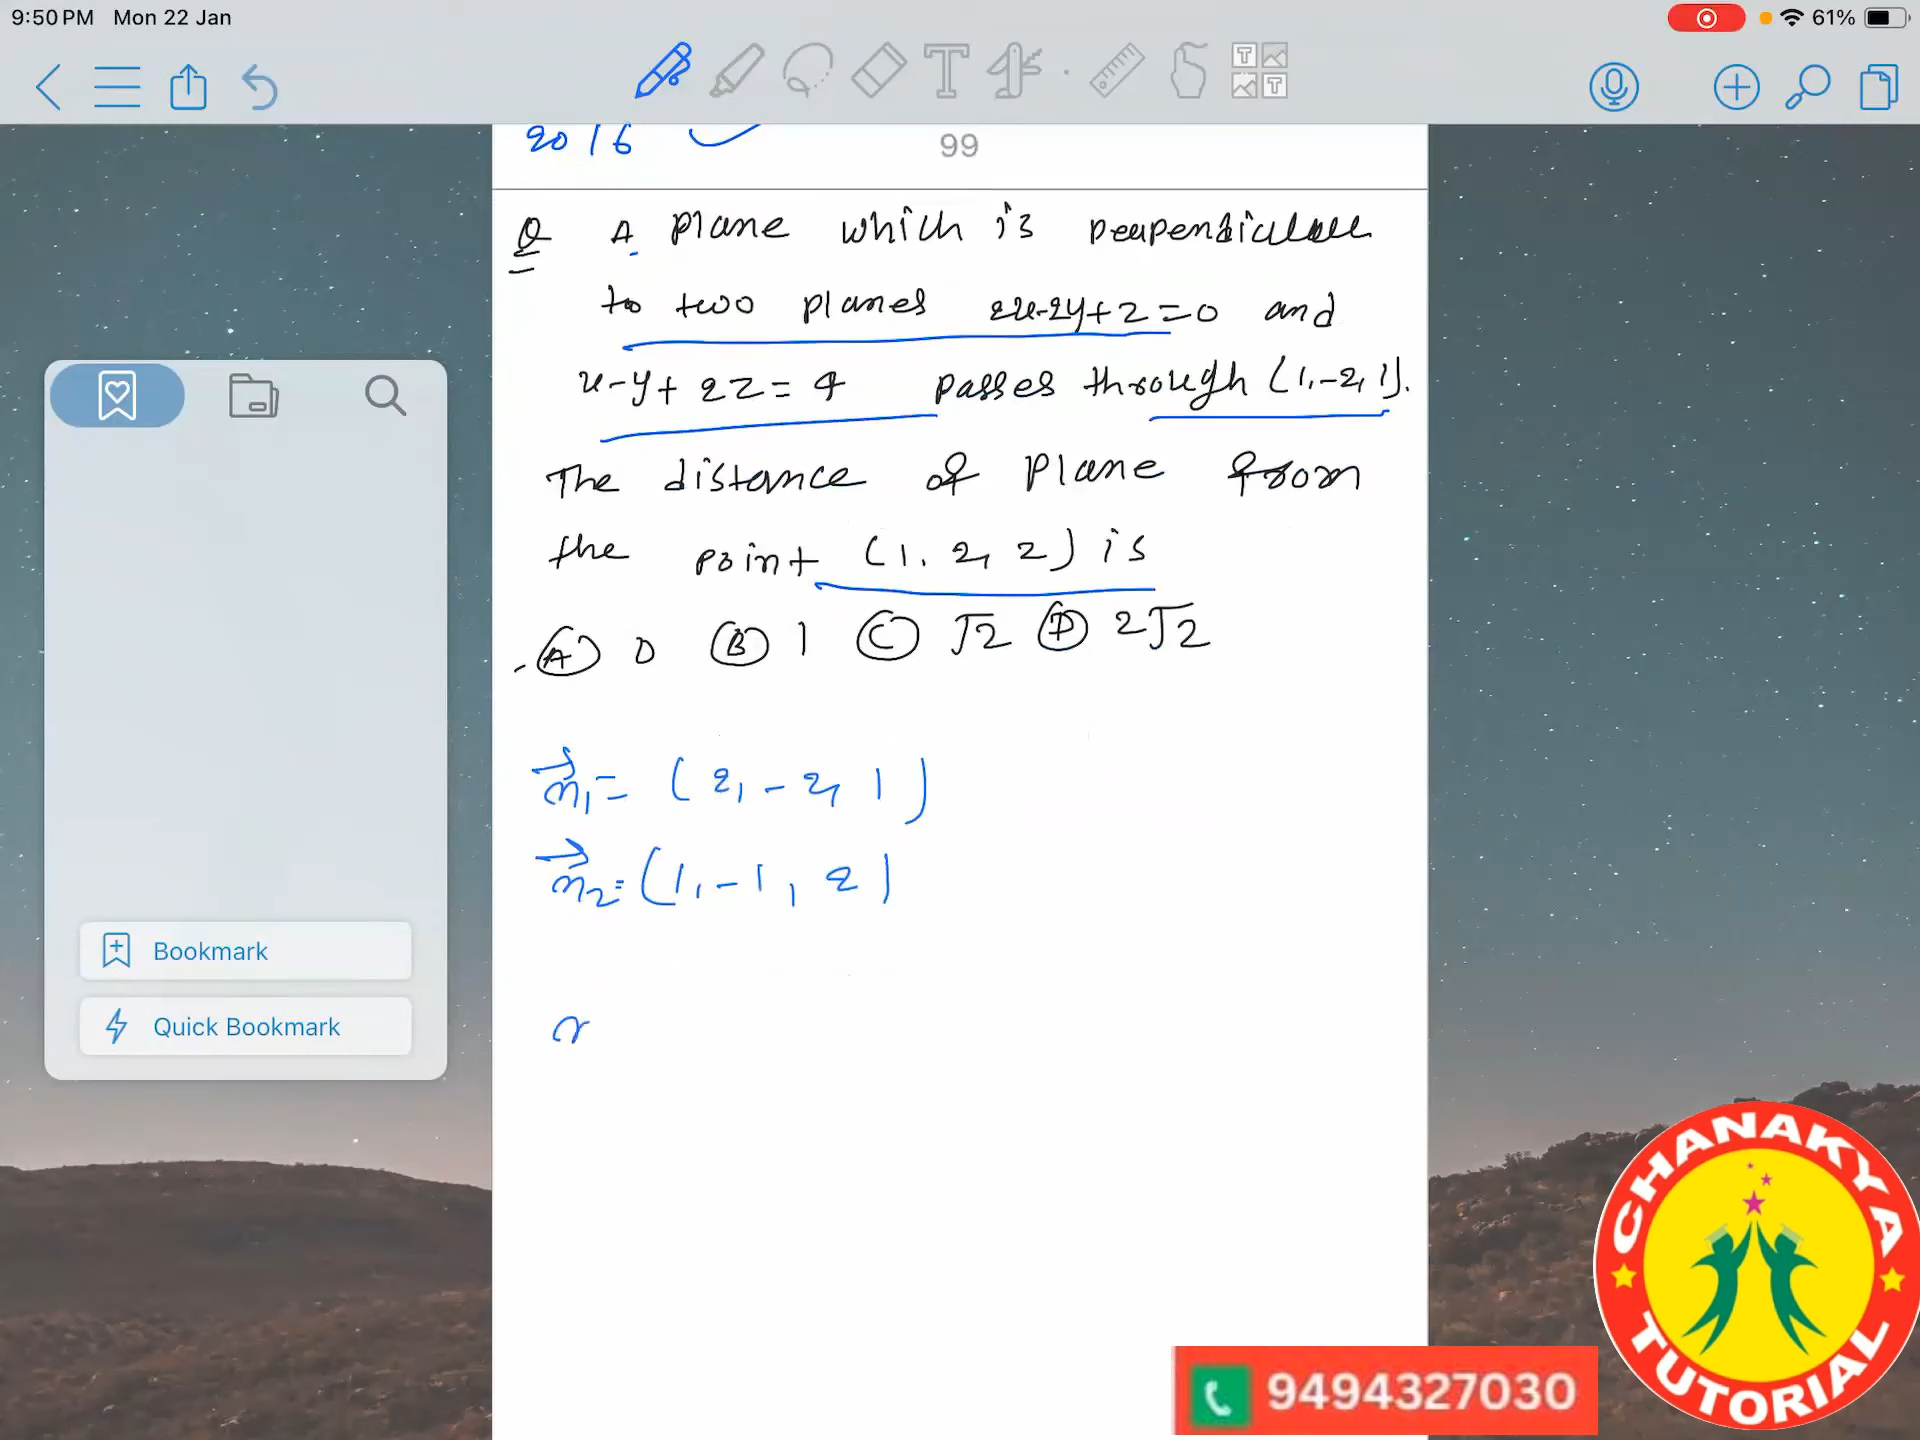 9:50 PM Mon 22 Jan
61%
2016
99
Q A plane which is perpendicular
to two planes 2x-2y+z=0 and
x-y+2z=4 passes through (1,-2,1).
The distance of plane from
the point (1, 2, 2) is
(A) 0 (B) 1 (C) √2 (D) 2√2
n₁ = (2, -2, 1)
n₂ = (1, -1, 2)
n
Bookmark
Quick Bookmark
CHANAKYA
TUTORIAL
9494327030